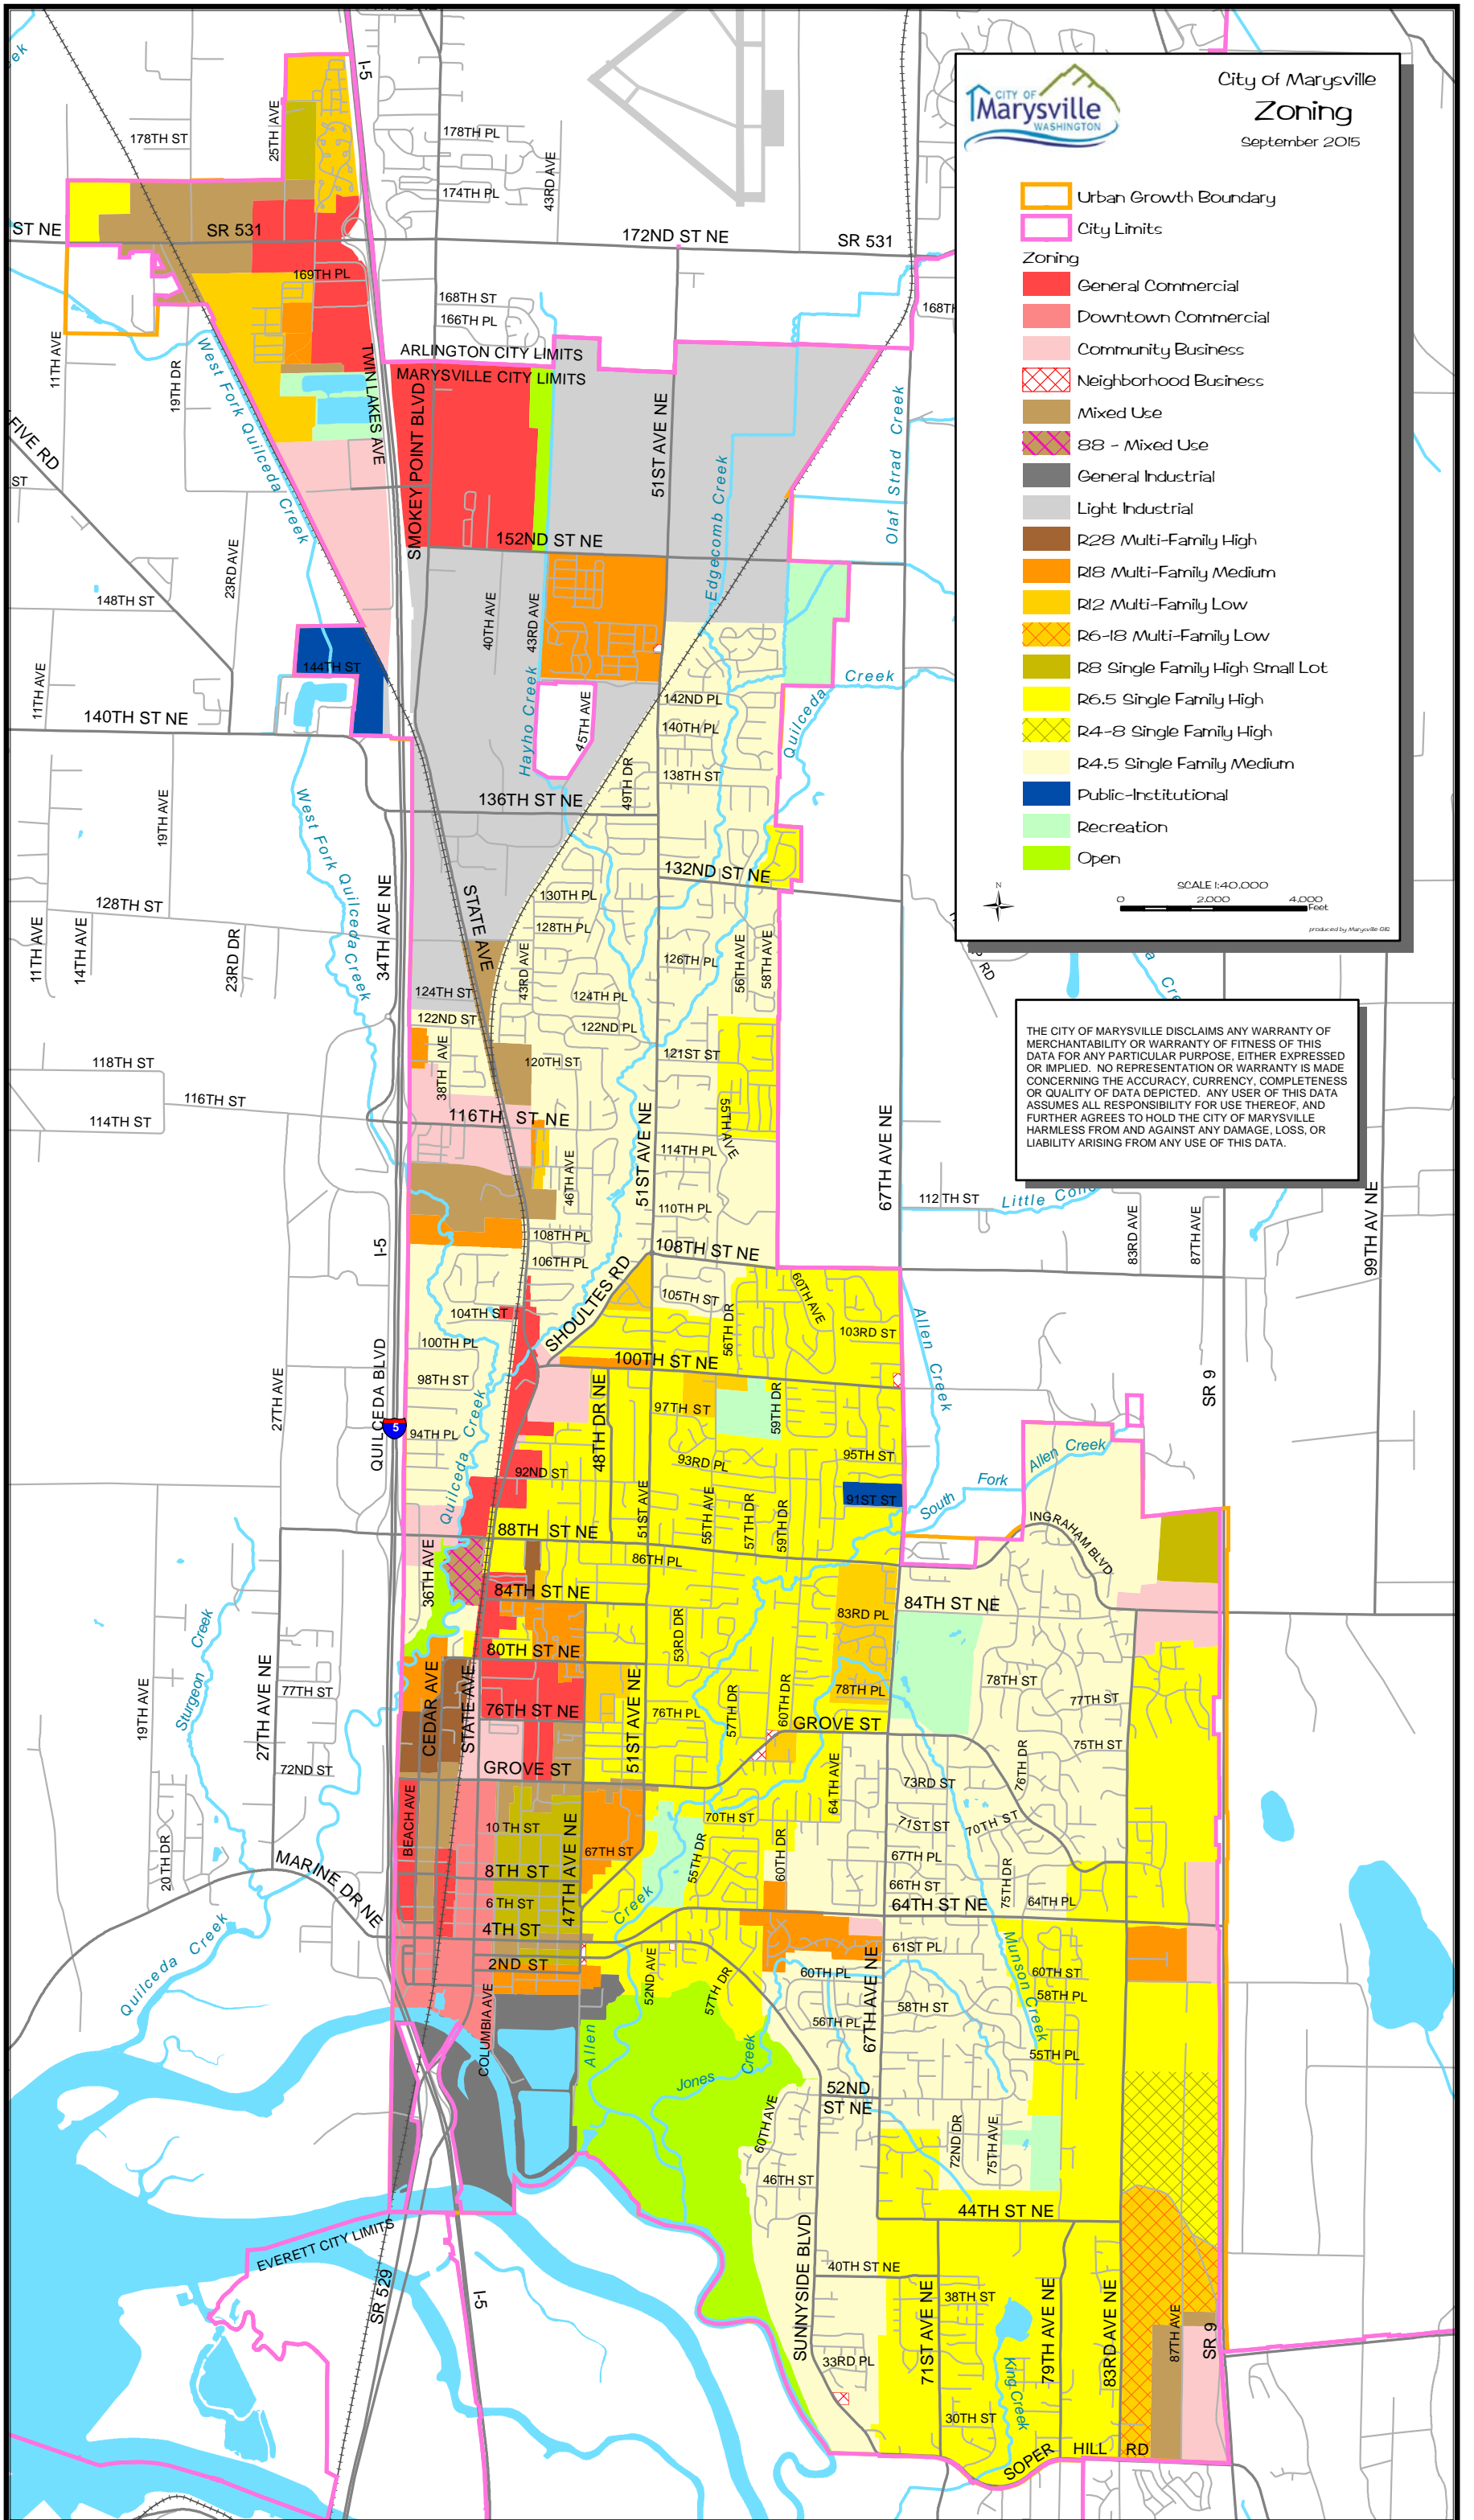 CITY OF
Marysville
WASHINGTON
City of Marysville
Zoning
September 2015
Urban Growth Boundary
City Limits
Zoning
General Commercial
Downtown Commercial
Community Business
Neighborhood Business
Mixed Use
88 - Mixed Use
General Industrial
Light Industrial
R28 Multi-Family High
R18 Multi-Family Medium
R12 Multi-Family Low
R6-18 Multi-Family Low
R8 Single Family High Small Lot
R6.5 Single Family High
R4-8 Single Family High
R4.5 Single Family Medium
Public-Institutional
Recreation
Open
N
SCALE 1:40,000
0 2,000 4,000
Feet
produced by Marysville GIS
THE CITY OF MARYSVILLE DISCLAIMS ANY WARRANTY OF
MERCHANTABILITY OR WARRANTY OF FITNESS OF THIS
DATA FOR ANY PARTICULAR PURPOSE, EITHER EXPRESSED
OR IMPLIED. NO REPRESENTATION OR WARRANTY IS MADE
CONCERNING THE ACCURACY, CURRENCY, COMPLETENESS
OR QUALITY OF DATA DEPICTED. ANY USER OF THIS DATA
ASSUMES ALL RESPONSIBILITY FOR USE THEREOF, AND
FURTHER AGREES TO HOLD THE CITY OF MARYSVILLE
HARMLESS FROM AND AGAINST ANY DAMAGE, LOSS, OR
LIABILITY ARISING FROM ANY USE OF THIS DATA.
ek
I-5
178TH ST
25TH AVE
178TH PL
174TH PL
43RD AVE
ST NE
SR 531
172ND ST NE
SR 531
169TH PL
168TH ST
166TH PL
168TH
11TH AVE
19TH DR
West Fork Quilceda Creek
TWIN LAKES AVE
ARLINGTON CITY LIMITS
MARYSVILLE CITY LIMITS
SMOKEY POINT BLVD
51ST AVE NE
Edgecomb Creek
Olaf Strad Creek
FIVE RD
ST
23RD AVE
152ND ST NE
148TH ST
40TH AVE
43RD AVE
144TH ST
11TH AVE
140TH ST NE
Hayho Creek
45TH AVE
142ND PL
140TH PL
Quilceda
Creek
138TH ST
49TH DR
136TH ST NE
19TH AVE
West Fork Quilceda Creek
132ND ST NE
34TH AVE NE
STATE AVE
130TH PL
128TH PL
128TH ST
11TH AVE
14TH AVE
23RD DR
126TH PL
56TH AVE
58TH AVE
43RD AVE
124TH ST
124TH PL
122ND ST
122ND PL
38TH AVE
120TH ST
121ST ST
118TH ST
116TH ST
114TH ST
116TH ST NE
51ST AVE NE
55TH AVE
114TH PL
46TH AVE
110TH PL
67TH AVE NE
112 TH ST
83RD AVE
87TH AVE
99TH AV NE
RD
I-5
108TH PL
106TH PL
108TH ST NE
SHOULTES RD
104TH ST
105TH ST
56TH DR
60TH AVE
103RD ST
100TH PL
100TH ST NE
Allen Creek
98TH ST
QUILCEDA BLVD
27TH AVE
5
94TH PL
Quilceda Creek
48TH DR NE
97TH ST
59TH DR
93RD PL
95TH ST
SR 9
92ND ST
91ST ST
South Fork Allen Creek
51ST AVE
55TH AVE
57TH DR
59TH DR
INGRAHAM BLVD
88TH ST NE
86TH PL
36TH AVE
84TH ST NE
83RD PL
84TH ST NE
53RD DR
80TH ST NE
Sturgeon Creek
19TH AVE
27TH AVE NE
77TH ST
72ND ST
CEDAR AVE
STATE AVE
76TH ST NE
51ST AVE NE
76TH PL
57TH DR
60TH DR
78TH PL
78TH ST
77TH ST
75TH ST
76TH DR
GROVE ST
GROVE ST
64TH AVE
73RD ST
71ST ST
70TH ST
BEACH AVE
10 TH ST
8TH ST
6 TH ST
4TH ST
2ND ST
47TH AVE NE
67TH ST
70TH ST
55TH DR
60TH DR
67TH PL
66TH ST
75TH DR
64TH ST NE
64TH PL
20TH DR
MARINE DR NE
Quilceda Creek
Creek
Allen
52ND AVE
57TH DR
60TH PL
56TH PL
61ST PL
58TH ST
67TH AVE NE
Munson Creek
60TH ST
58TH PL
55TH PL
COLUMBIA AVE
Jones
Creek
52ND
ST NE
60TH AVE
46TH ST
72ND DR
75TH AVE
44TH ST NE
EVERETT CITY LIMITS
SR 529
I-5
SUNNYSIDE BLVD
40TH ST NE
38TH ST
71ST AVE NE
79TH AVE NE
83RD AVE NE
87TH AVE
SR 9
33RD PL
King Creek
30TH ST
SOPER HILL RD